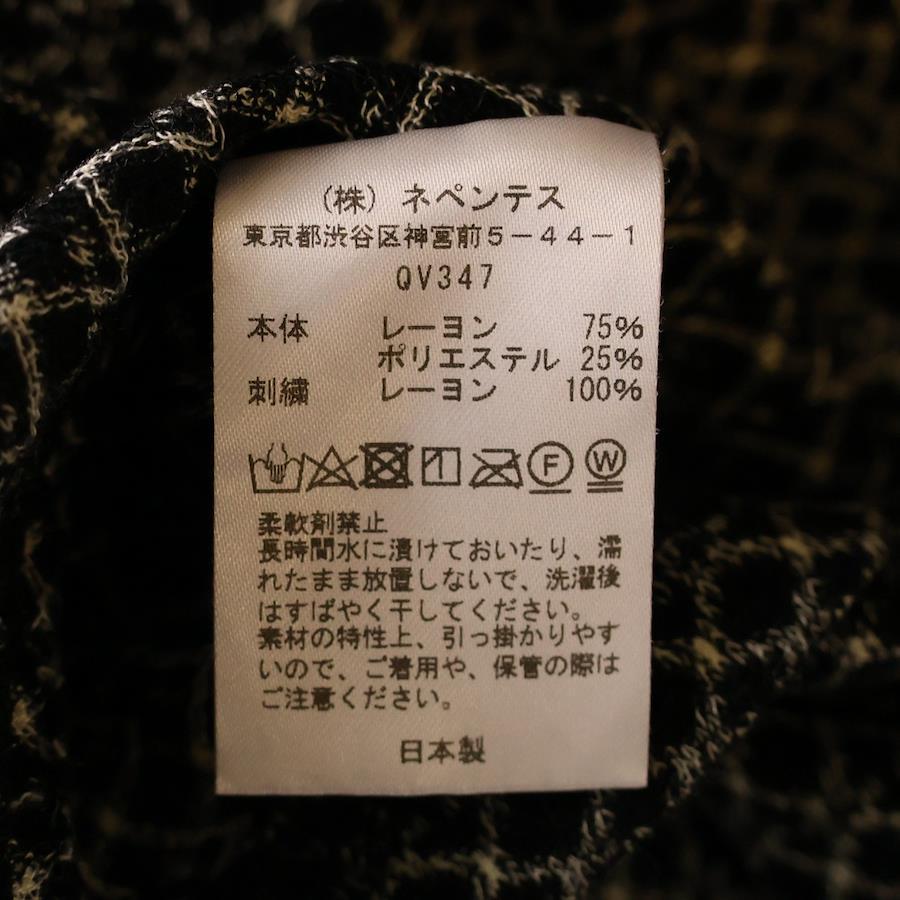 (株) ネペンテス
東京都渋谷区神宮前5-44-1
QV347
本体 レーヨン 75%
ポリエステル 25%
刺繍 レーヨン 100%
F W
柔軟剤禁止
長時間水に漬けておいたり、濡
れたまま放置しないで、洗濯後
はすばやく干してください。
素材の特性上、引っ掛かりやす
いので、ご着用や、保管の際は
ご注意ください。
日本製